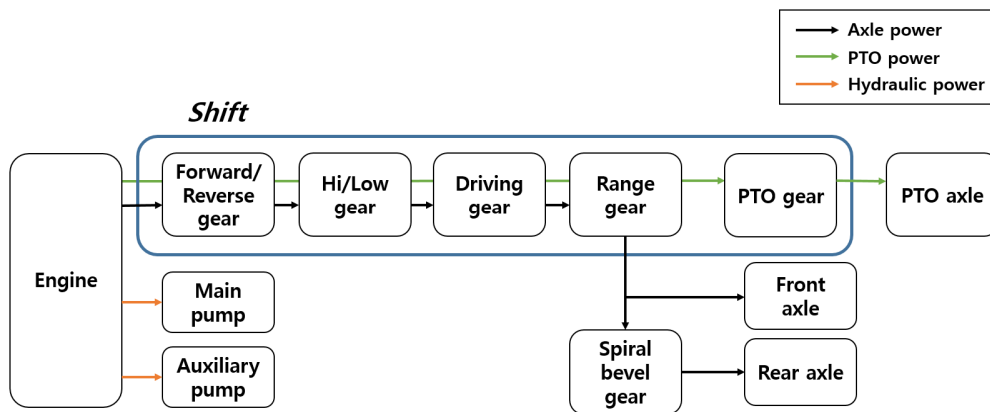 Axle power
PTO power
Hydraulic power
Shift
Engine
Forward/
Reverse
gear
Hi/Low
gear
Driving
gear
Range
gear
PTO gear
PTO axle
Main
pump
Auxiliary
pump
Front
axle
Spiral
bevel
gear
Rear axle